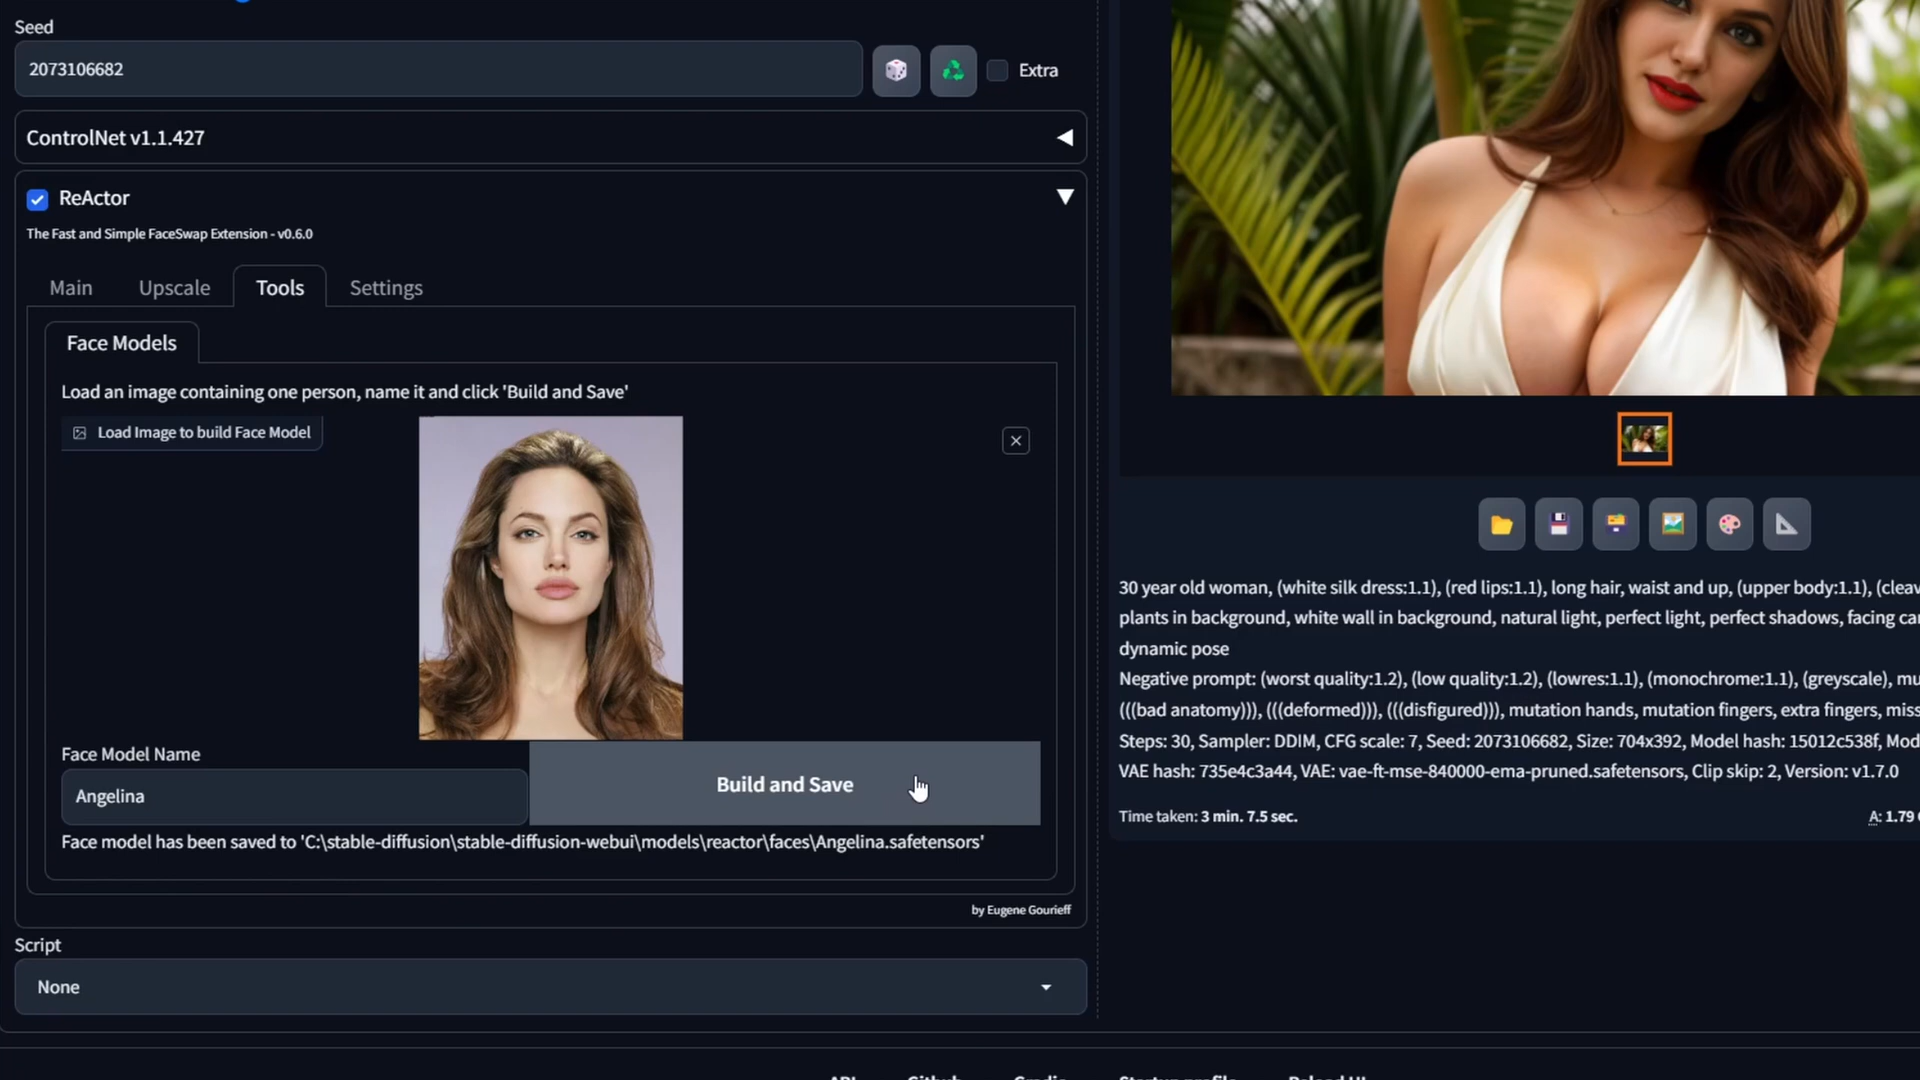 Seed
2073106682
Extra
ControlNet v1.1.427
ReActor
The Fast and Simple FaceSwap Extension - v0.6.0
Main
Upscale
Tools
Settings
Face Models
Load an image containing one person, name it and click 'Build and Save'
Load Image to build Face Model
Face Model Name
Angelina
Build and Save
Face model has been saved to 'C:\stable-diffusion\stable-diffusion-webui\models\reactor\faces\Angelina.safetensors'
by Eugene Gourieff
Script
None
30 year old woman, (white silk dress:1.1), (red lips:1.1), long hair, waist and up, (upper body:1.1),
plants in background, white wall in background, natural light, perfect light, perfect shadows, facing
dynamic pose
Negative prompt: (worst quality:1.2), (low quality:1.2), (lowres:1.1), (monochrome:1.1), (greyscale),
(((bad anatomy))), (((deformed))), (((disfigured))), mutation hands, mutation fingers, extra fingers,
Steps: 30, Sampler: DDIM, CFG scale: 7, Seed: 2073106682, Size: 704x392, Model hash: 15012c538f,
VAE hash: 735e4c3a44, VAE: vae-ft-mse-840000-ema-pruned.safetensors, Clip skip: 2, Version: v1.7.0
Time taken: 3 min. 7.5 sec.
A: 1.79